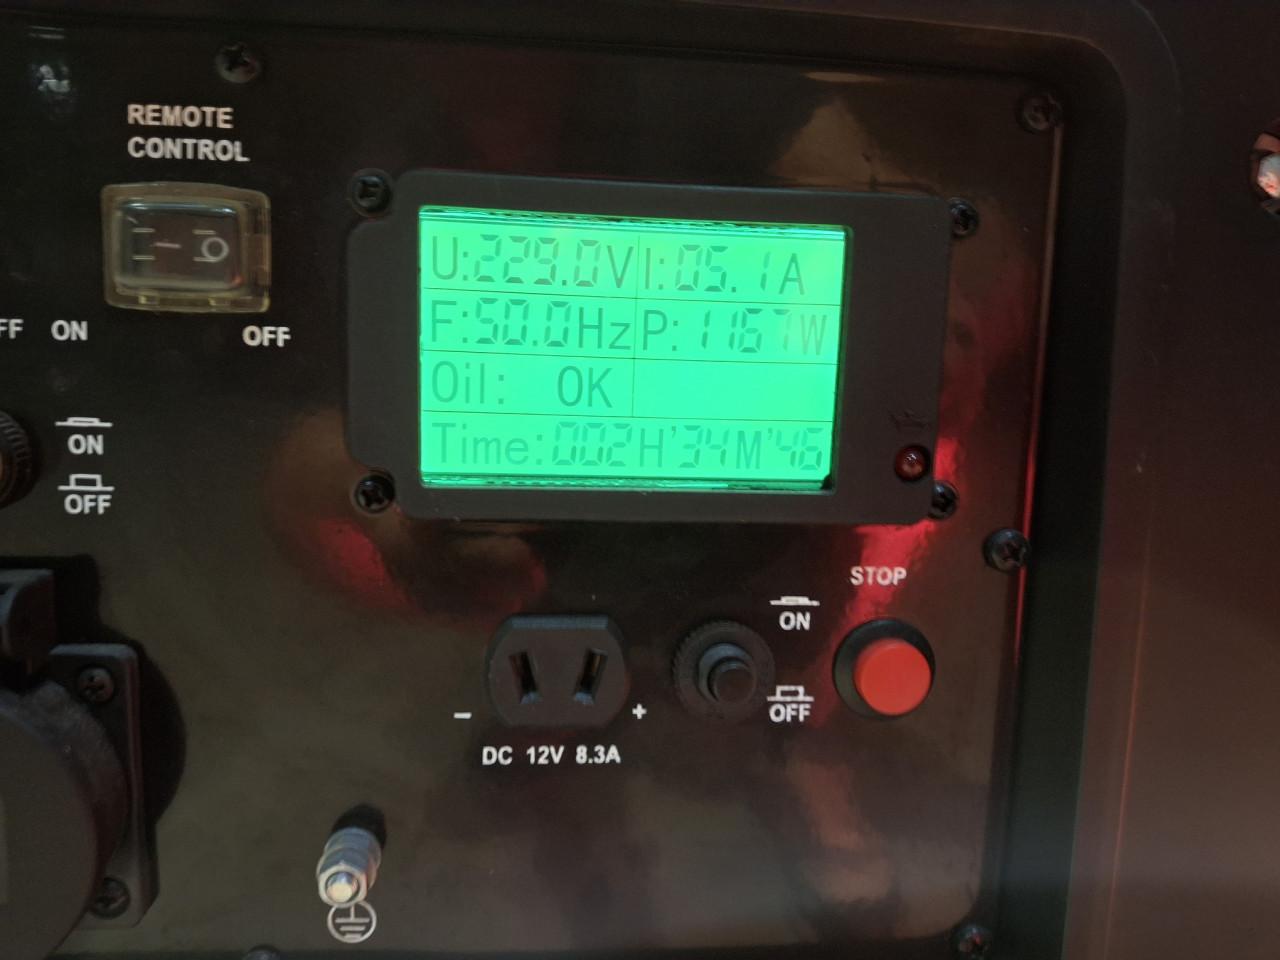 REMOTE
CONTROL
FF ON OFF
U:229.0V I:05.1A
F:50.0Hz P:1167W
Oil: OK
Time:002H'34M'46
ON
OFF
STOP
ON
OFF
- +
DC 12V 8.3A